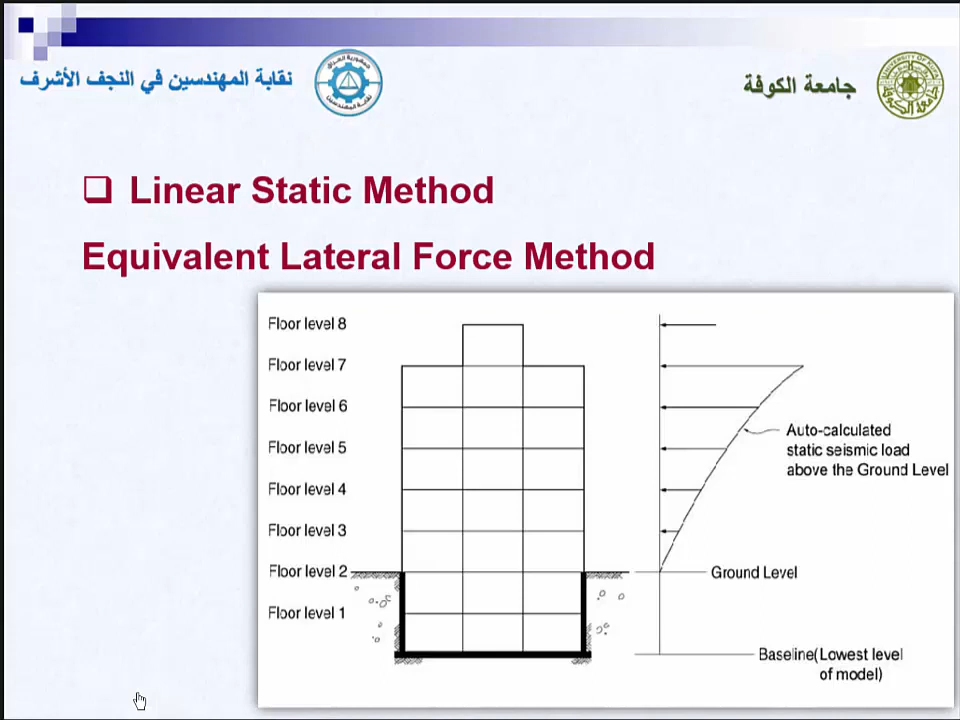 نقابة المهندسين في النجف الأشرف
جامعة الكوفة
Linear Static Method
Equivalent Lateral Force Method
Floor level 8
Floor level 7
Floor level 6
Floor level 5
Floor level 4
Floor level 3
Floor level 2
Floor level 1
Auto-calculated
static seismic load
above the Ground Level
Ground Level
Baseline(Lowest level
of model)